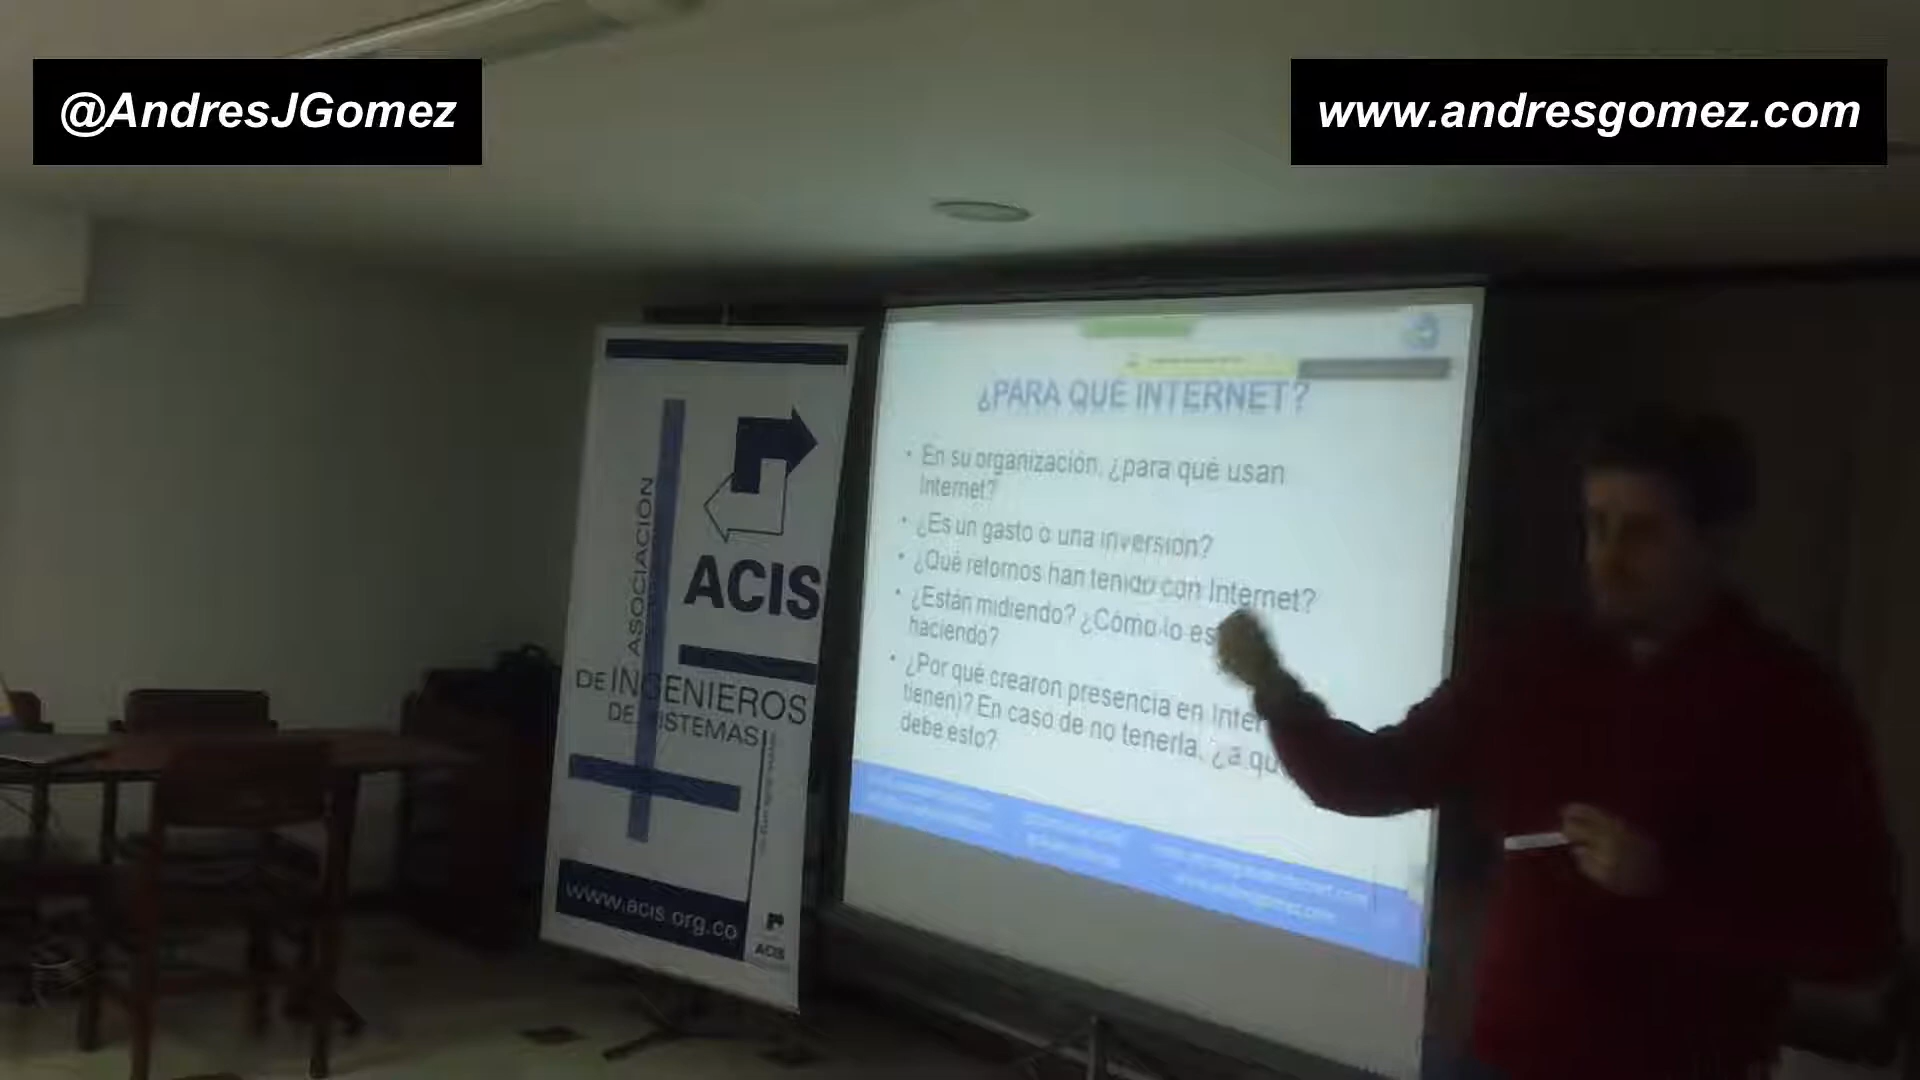 @AndresJGomez
www.andresgomez.com
¿PARA QUÉ INTERNET?
• En su organización, ¿para qué usan
Internet?
• ¿Es un gasto o una inversión?
• ¿Qué retornos han tenido con Internet?
• ¿Están midiendo? ¿Cómo lo es
haciendo?
• ¿Por qué crearon presencia en Inter
tienen)? En caso de no tenerla, ¿a qu
debe esto?
www.andresgomez.com
ACIS
ASOCIACIÓN
DE INGENIEROS
DE SISTEMAS
www.acis.org.co
ACIS